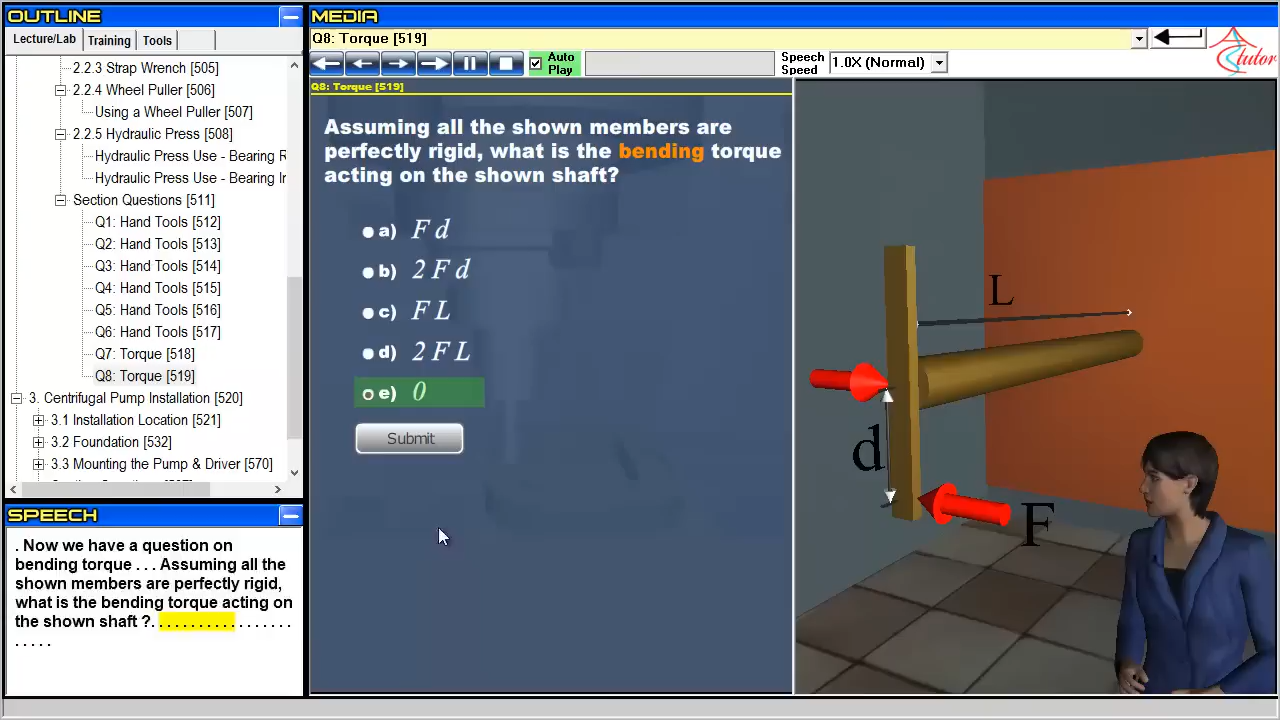 OUTLINE
Lecture/Lab Training Tools
2.2.3 Strap Wrench [505]
2.2.4 Wheel Puller [506]
Using a Wheel Puller [507]
2.2.5 Hydraulic Press [508]
Hydraulic Press Use - Bearing R
Hydraulic Press Use - Bearing In
Section Questions [511]
Q1: Hand Tools [512]
Q2: Hand Tools [513]
Q3: Hand Tools [514]
Q4: Hand Tools [515]
Q5: Hand Tools [516]
Q6: Hand Tools [517]
Q7: Torque [518]
Q8: Torque [519]
3. Centrifugal Pump Installation [520]
3.1 Installation Location [521]
3.2 Foundation [532]
3.3 Mounting the Pump & Driver [570]
SPEECH
. Now we have a question on
bending torque . . . Assuming all the
shown members are perfectly rigid,
what is the bending torque acting on
the shown shaft ?. . . . . . . . . . . . . . . . . .
. . . . .
MEDIA
Q8: Torque [519]
Auto
Play
Speech
Speed
1.0X (Normal)
tutor
Q8: Torque [519]
Assuming all the shown members are
perfectly rigid, what is the bending torque
acting on the shown shaft?
a) F d
b) 2 F d
c) F L
d) 2 F L
e) 0
Submit
L
d
F